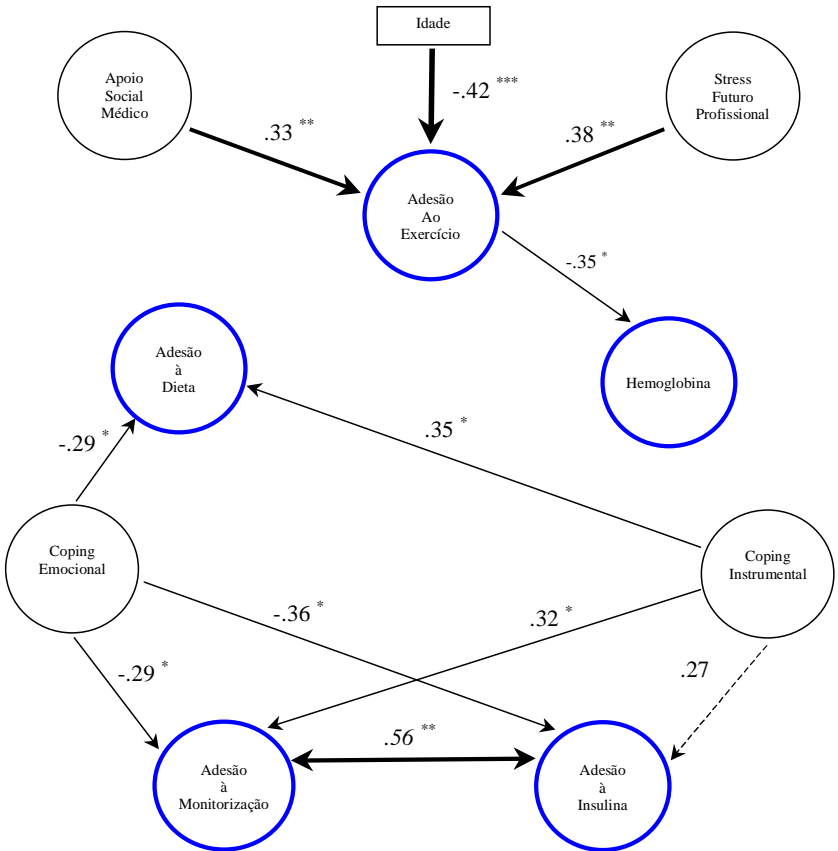 Idade
Apoio
Social
Médico
Stress
Futuro
Profissional
-.42 ***
.33 **
.38 **
Adesão
Ao
Exercício
-.35 *
Adesão
à
Dieta
Hemoglobina
-.29 *
.35 *
Coping
Emocional
Coping
Instrumental
-.36 *
.32 *
-.29 *
.27
.56 **
Adesão
à
Monitorização
Adesão
à
Insulina